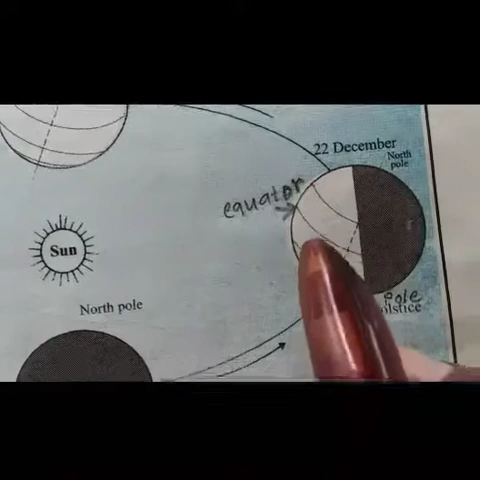 22 December
North
pole
equator
Sun
pole
olstice
North pole